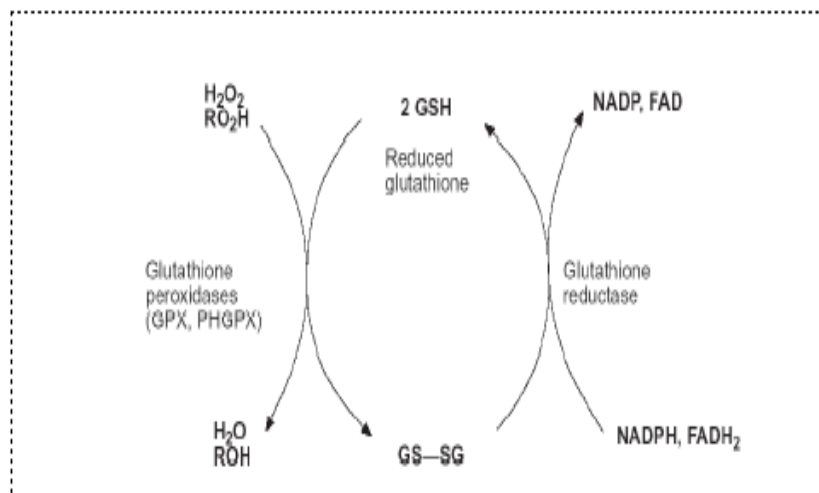 H₂O₂
RO₂H
2 GSH
NADP, FAD
Reduced
glutathione
Glutathione
peroxidases
(GPX, PHGPX)
Glutathione
reductase
H₂O
ROH
GS—SG
NADPH, FADH₂